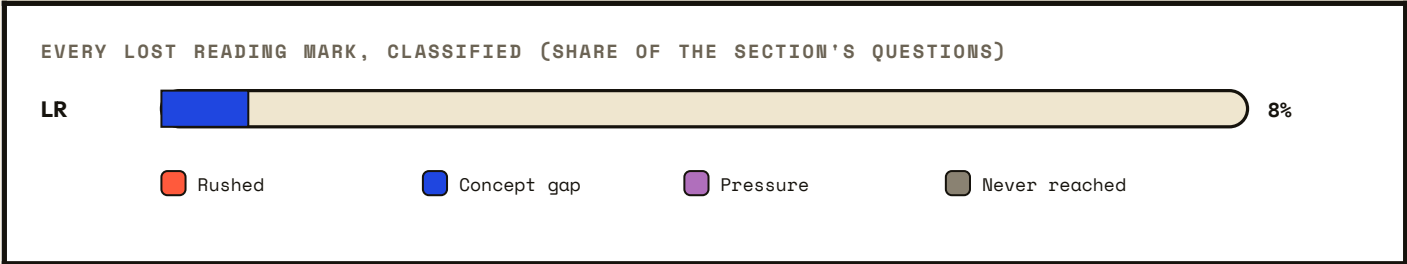 EVERY LOST READING MARK, CLASSIFIED (SHARE OF THE SECTION'S QUESTIONS)
LR 8%
Rushed Concept gap Pressure Never reached